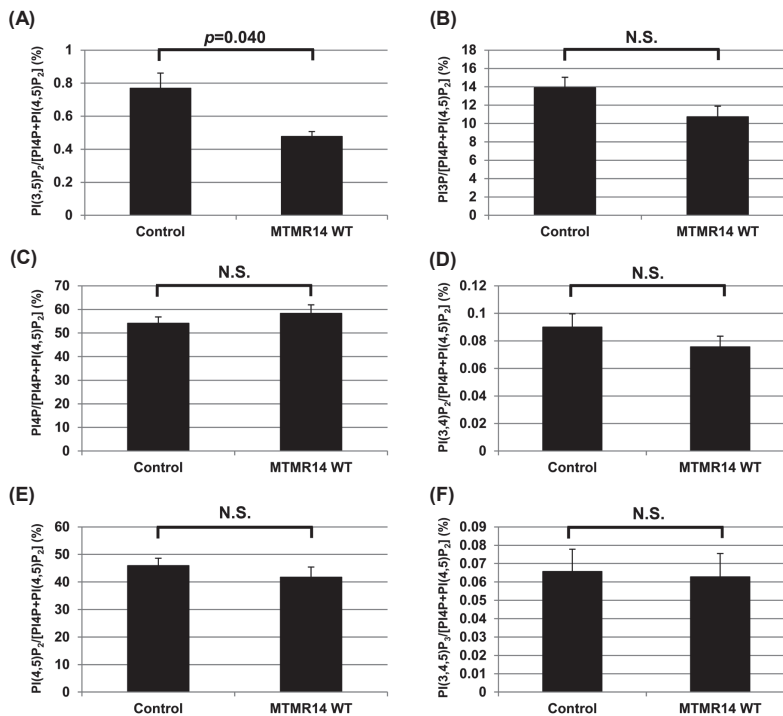 (A)
p=0.040
PI(3,5)P2/[PI4P+PI(4,5)P2] (%)
1
0.8
0.6
0.4
0.2
0
Control
MTMR14 WT
(B)
N.S.
PI3P/[PI4P+PI(4,5)P2] (%)
18
16
14
12
10
8
6
4
2
0
Control
MTMR14 WT
(C)
N.S.
PI4P/[PI4P+PI(4,5)P2] (%)
70
60
50
40
30
20
10
0
Control
MTMR14 WT
(D)
N.S.
PI(3,4)P2/[PI4P+PI(4,5)P2] (%)
0.12
0.1
0.08
0.06
0.04
0.02
0
Control
MTMR14 WT
(E)
N.S.
PI(4,5)P2/[PI4P+PI(4,5)P2] (%)
60
50
40
30
20
10
0
Control
MTMR14 WT
(F)
N.S.
PI(3,4,5)P3/[PI4P+PI(4,5)P2] (%)
0.09
0.08
0.07
0.06
0.05
0.04
0.03
0.02
0.01
0
Control
MTMR14 WT